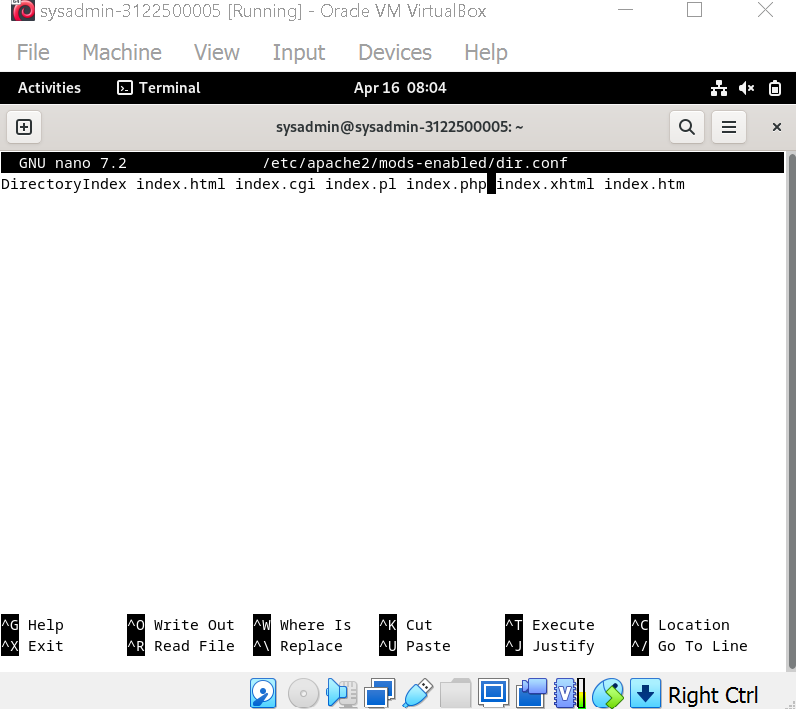 sysadmin-3122500005 [Running] - Oracle VM VirtualBox
File Machine View Input Devices Help
Activities Terminal Apr 16 08:04
sysadmin@sysadmin-3122500005: ~
GNU nano 7.2 /etc/apache2/mods-enabled/dir.conf
DirectoryIndex index.html index.cgi index.pl index.php index.xhtml index.htm
^G Help ^O Write Out ^W Where Is ^K Cut ^T Execute ^C Location
^X Exit ^R Read File ^\ Replace ^U Paste ^J Justify ^/ Go To Line
Right Ctrl